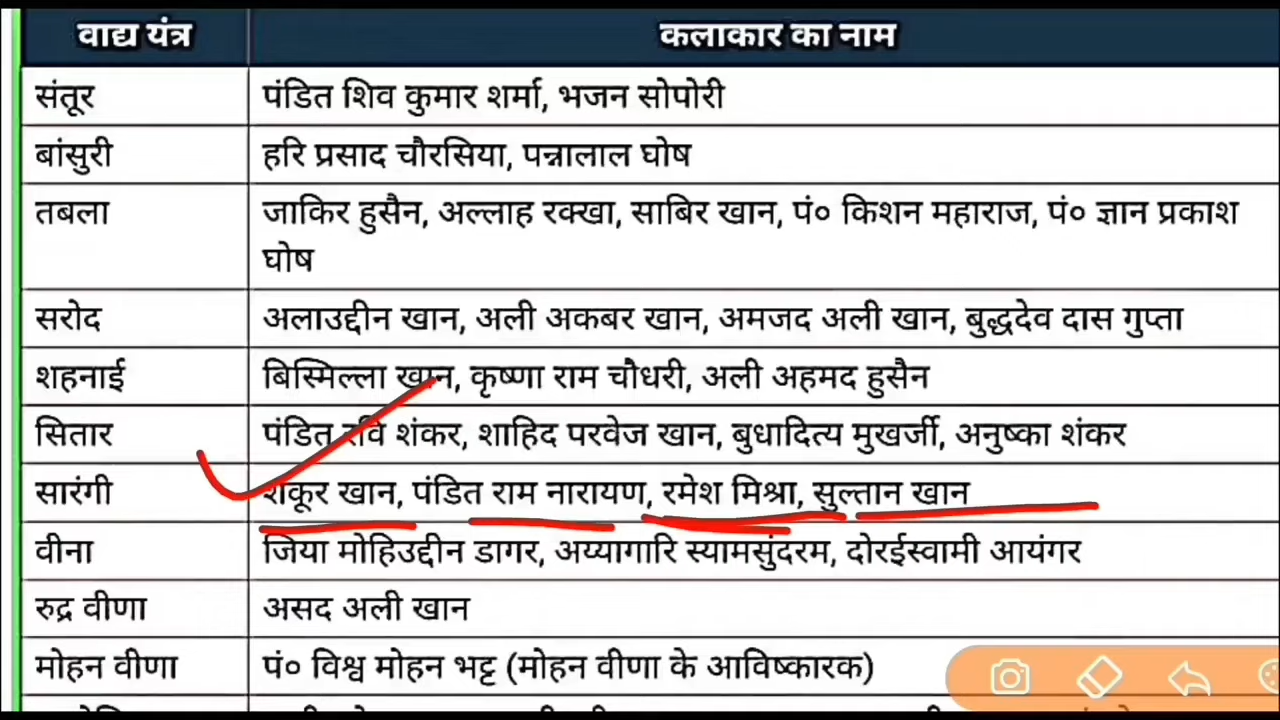 वाद्य यंत्र कलाकार का नाम
संतूर पंडित शिव कुमार शर्मा, भजन सोपोरी
बांसुरी हरि प्रसाद चौरसिया, पन्नालाल घोष
तबला जाकिर हुसैन, अल्लाह रक्खा, साबिर खान, पं० किशन महाराज, पं० ज्ञान प्रकाश
घोष
सरोद अलाउद्दीन खान, अली अकबर खान, अमजद अली खान, बुद्धदेव दास गुप्ता
शहनाई बिस्मिल्ला खान, कृष्णा राम चौधरी, अली अहमद हुसैन
सितार पंडित रवि शंकर, शाहिद परवेज खान, बुधादित्य मुखर्जी, अनुष्का शंकर
सारंगी शकूर खान, पंडित राम नारायण, रमेश मिश्रा, सुल्तान खान
वीना जिया मोहिउद्दीन डागर, अय्यागारि स्यामसुंदरम, दोरईस्वामी आयंगर
रुद्र वीणा असद अली खान
मोहन वीणा पं० विश्व मोहन भट्ट (मोहन वीणा के आविष्कारक)